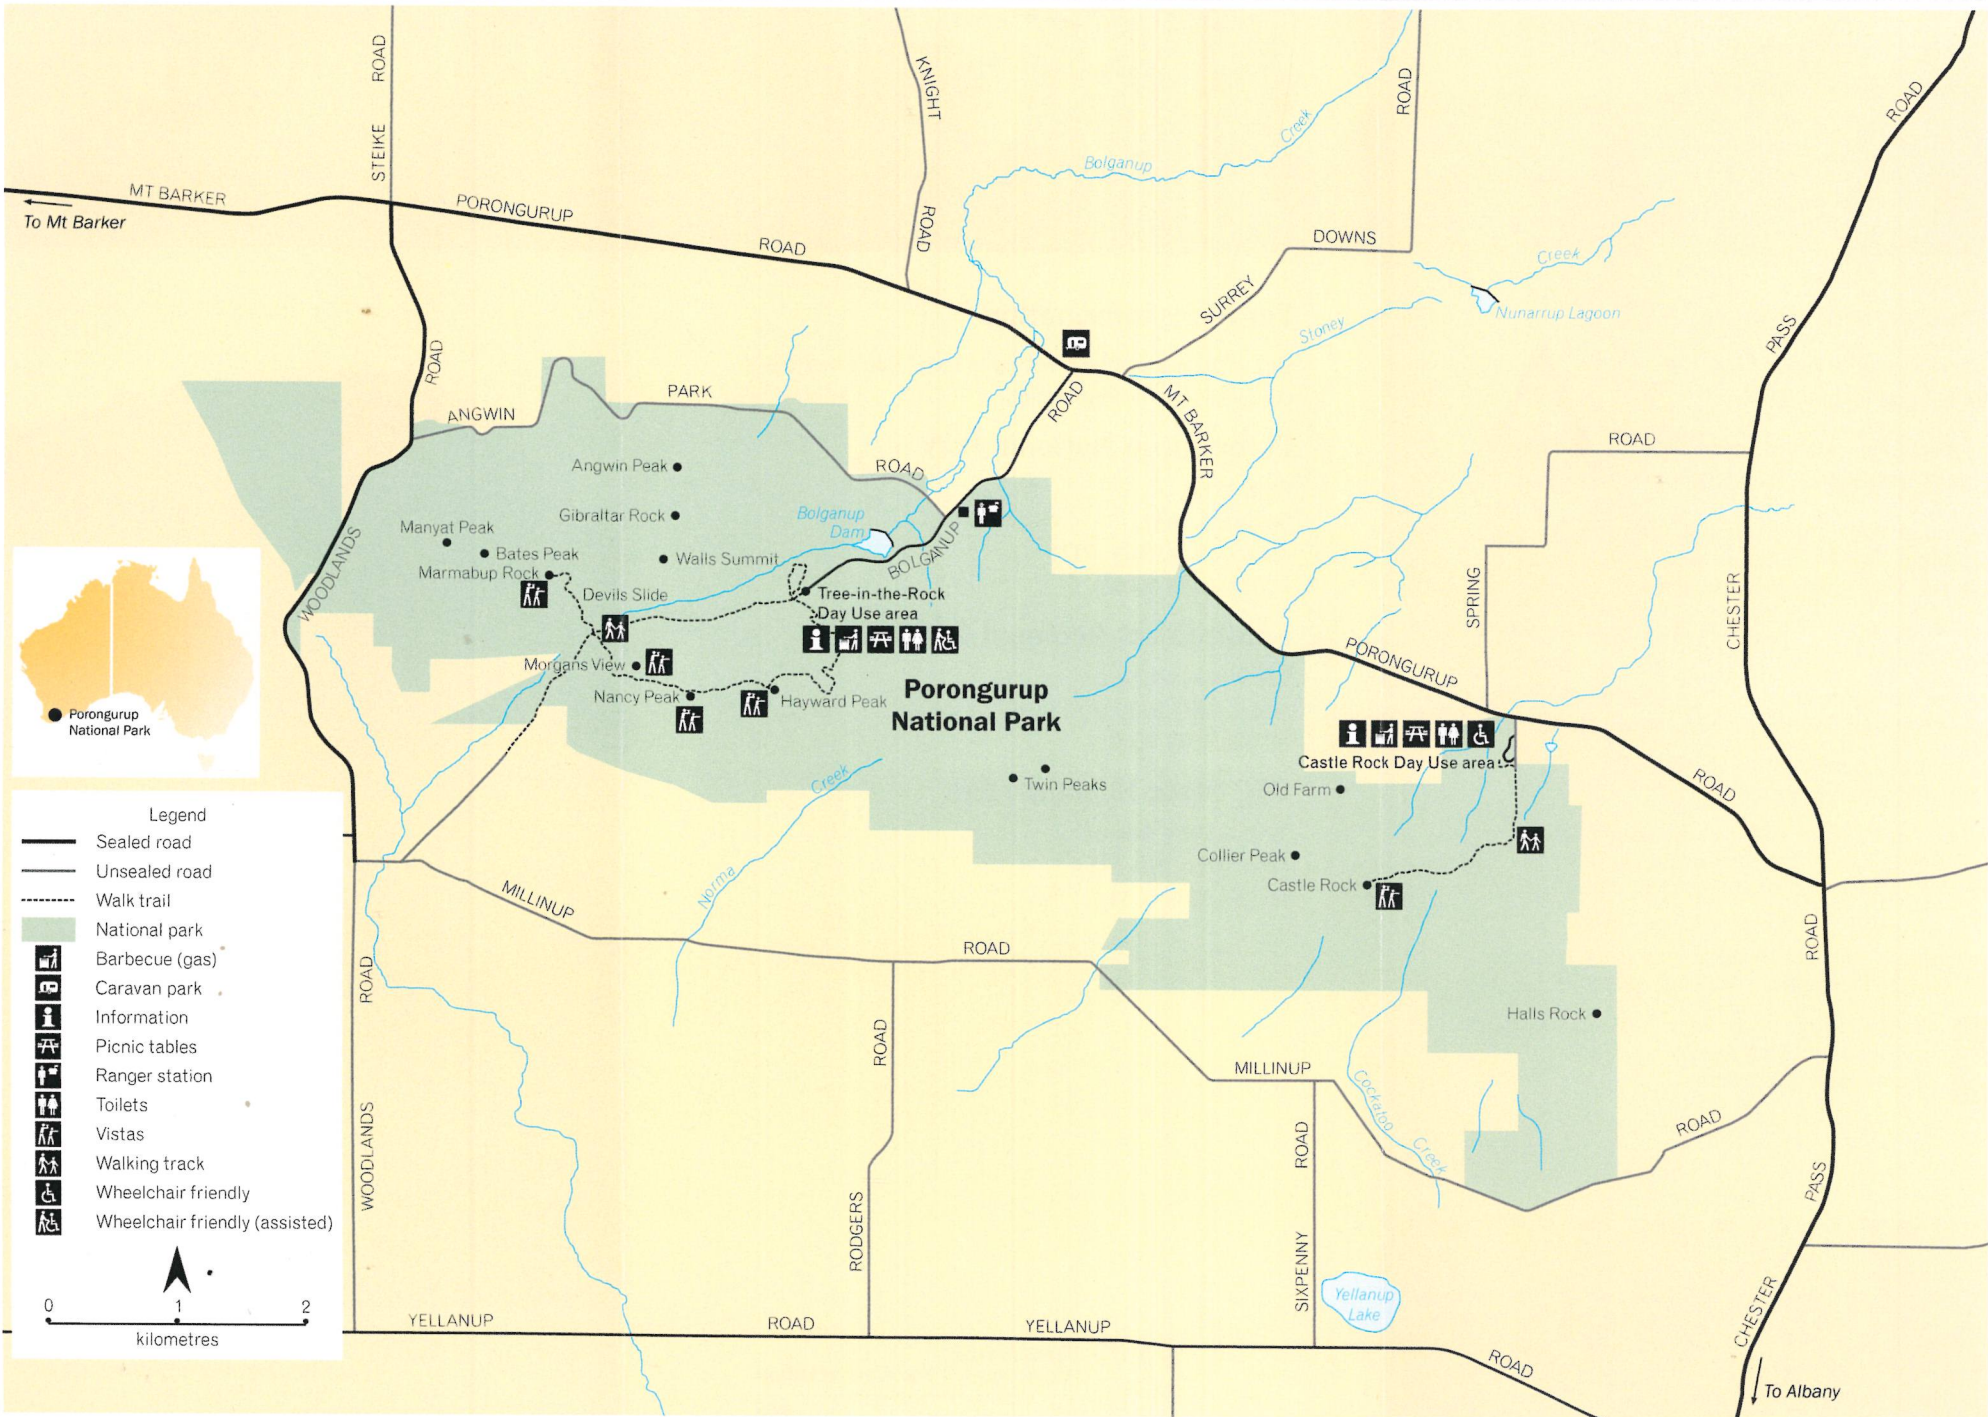 STEIKE ROAD
KNIGHT ROAD
ROAD
ROAD
MT BARKER
To Mt Barker
PORONGURUP
ROAD
Bolganup
Creek
DOWNS
SURREY
Creek
Nunarrup Lagoon
Stoney
PASS
ROAD
ANGWIN
PARK
ROAD
ROAD
MT BARKER
ROAD
Angwin Peak
Gibraltar Rock
Manyat Peak
Bates Peak
Marmabup Rock
Walls Summit
Devils Slide
Bolganup
Dam
BOLGANUP
WOODLANDS
Tree-in-the-Rock
Day Use area
Morgans View
Nancy Peak
Hayward Peak
Porongurup
National Park
SPRING
CHESTER
PORONGURUP
Castle Rock Day Use area
Old Farm
Twin Peaks
Collier Peak
Castle Rock
ROAD
Creek
Norma
MILLINUP
ROAD
ROAD
Halls Rock
MILLINUP
ROAD
Cockatoo
Creek
ROAD
WOODLANDS
ROAD
RODGERS
ROAD
SIXPENNY
PASS
CHESTER
Yellanup
Lake
YELLANUP
ROAD
YELLANUP
ROAD
To Albany
Porongurup
National Park
Legend
Sealed road
Unsealed road
Walk trail
National park
Barbecue (gas)
Caravan park
Information
Picnic tables
Ranger station
Toilets
Vistas
Walking track
Wheelchair friendly
Wheelchair friendly (assisted)
0 1 2
kilometres